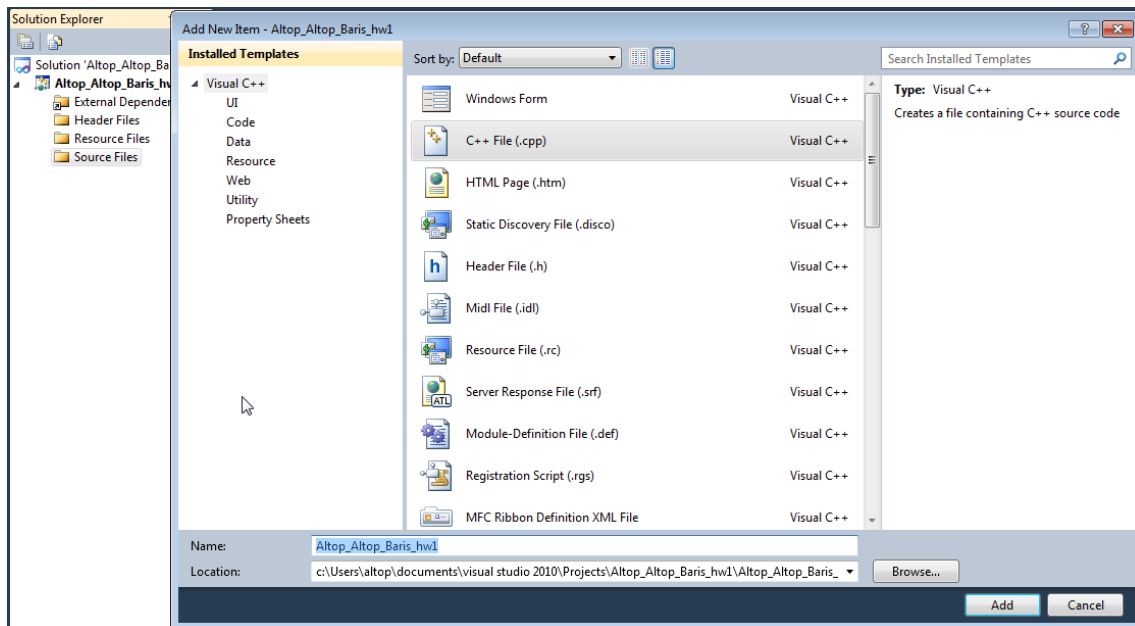 Solution Explorer
Solution 'Altop_Altop_Ba
Altop_Altop_Baris_hw
External Depender
Header Files
Resource Files
Source Files
Add New Item - Altop_Altop_Baris_hw1
Installed Templates
Visual C++
UI
Code
Data
Resource
Web
Utility
Property Sheets
Sort by: Default
Windows Form Visual C++
C++ File (.cpp) Visual C++
HTML Page (.htm) Visual C++
Static Discovery File (.disco) Visual C++
h Header File (.h) Visual C++
Midl File (.idl) Visual C++
Resource File (.rc) Visual C++
ATL Server Response File (.srf) Visual C++
Module-Definition File (.def) Visual C++
Registration Script (.rgs) Visual C++
MFC Ribbon Definition XML File Visual C++
Search Installed Templates
Type: Visual C++
Creates a file containing C++ source code
Name: Altop_Altop_Baris_hw1
Location: c:\Users\altop\documents\visual studio 2010\Projects\Altop_Altop_Baris_hw1\Altop_Altop_Baris_ Browse...
Add Cancel